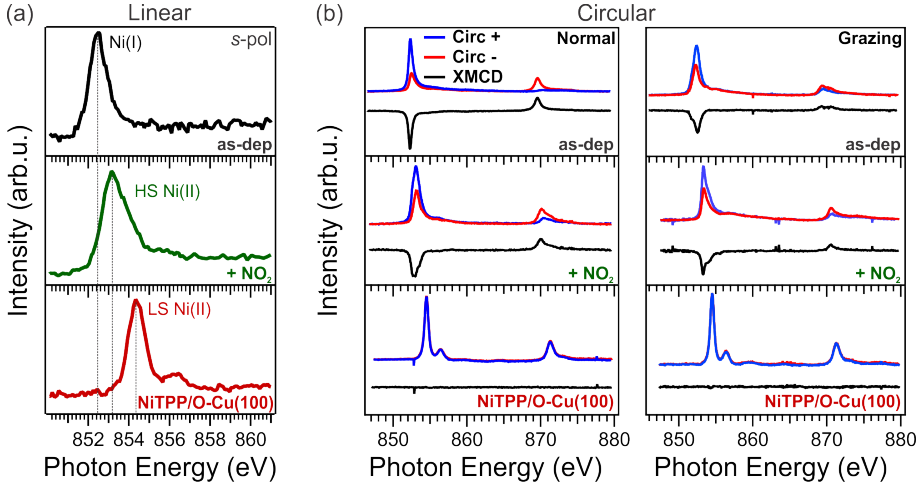 (a) Linear
Ni(I)
s-pol
as-dep
HS Ni(II)
+ NO2
LS Ni(II)
NiTPP/O-Cu(100)
Intensity (arb.u.)
852 854 856 858 860
Photon Energy (eV)
(b) Circular
Circ +
Circ -
XMCD
Normal
as-dep
+ NO2
NiTPP/O-Cu(100)
Intensity (arb.u.)
850 860 870 880
Photon Energy (eV)
Grazing
as-dep
+ NO2
NiTPP/O-Cu(100)
850 860 870 880
Photon Energy (eV)